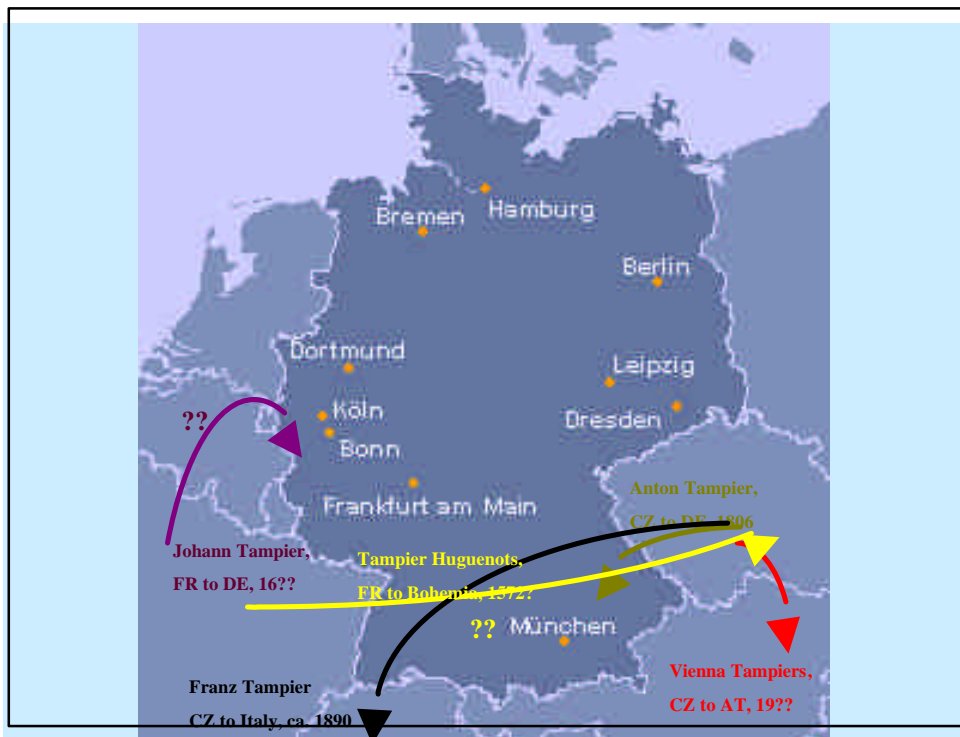 Hamburg
Bremen
Berlin
Dortmund
Leipzig
??
Köln
Dresden
Bonn
Frankfurt am Main
Anton Tampier,
CZ to DE, 1806
Johann Tampier,
FR to DE, 16??
Tampier Huguenots,
FR to Bohemia, 1572?
??
München
Vienna Tampiers,
CZ to AT, 19??
Franz Tampier
CZ to Italy, ca. 1890